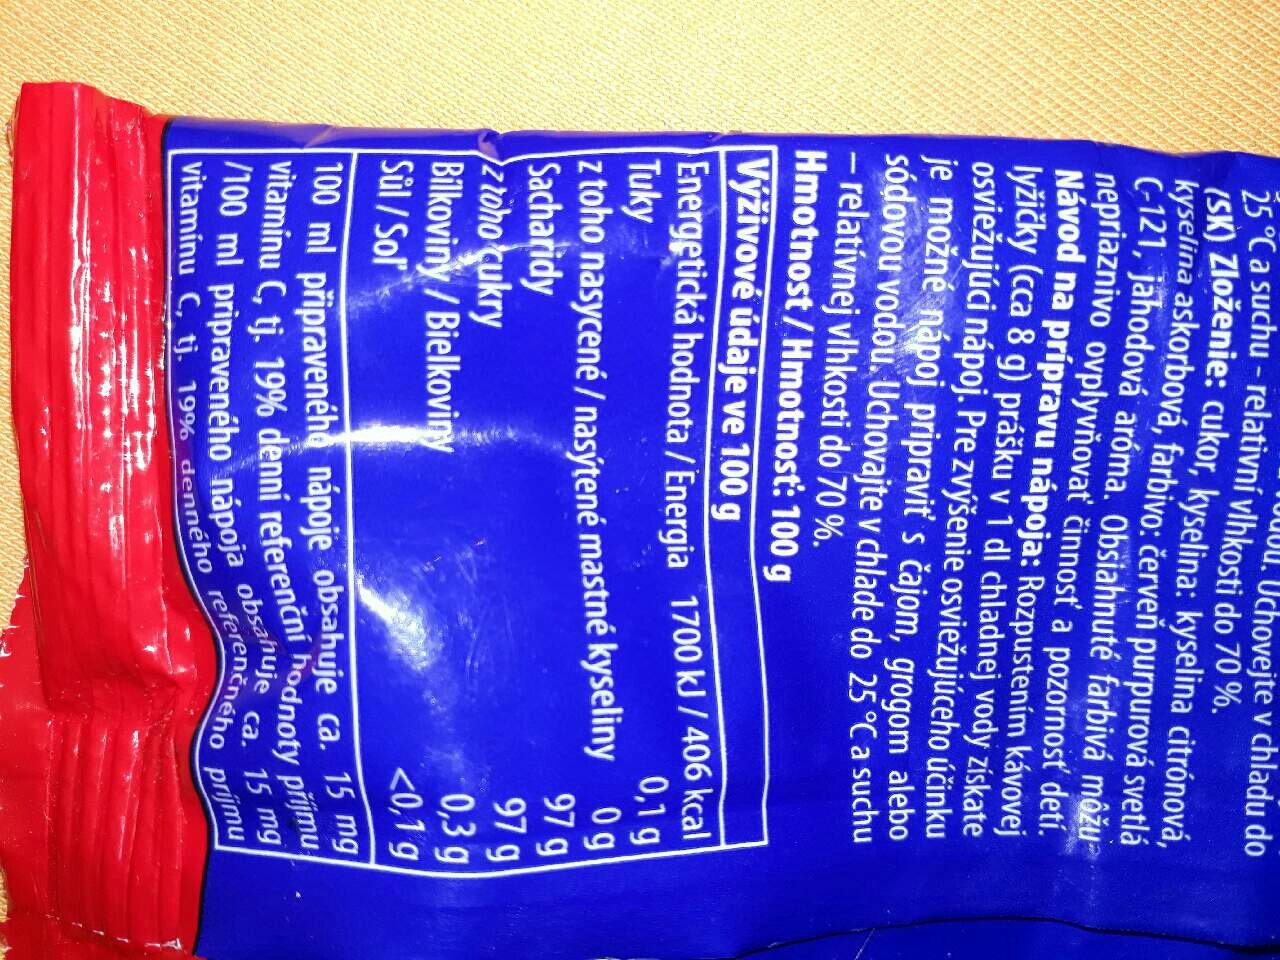 25 °C a suchu - relativní vlhkosti do 70 %.
(SK) Zloženie: cukor, kyselina: kyselina citrónová,
kyselina askorbová, farbivo: červeň purpurová svetlá
C-121, jahodová aróma. Obsiahnuté farbivá môžu
nepriaznivo ovplyvňovať činnosť a pozornosť detí.
Návod na prípravu nápoja: Rozpustením kávovej
lyžičky (cca 8 g) prášku v 1 dl chladnej vody získate
osviežujúci nápoj. Pre zvýšenie osviežujúceho účinku
je možné nápoj pripraviť s čajom, grogom alebo
sódovou vodou. Uchovajte v chlade do 25 °C a suchu
– relatívnej vlhkosti do 70 %.
Hmotnost / Hmotnosť: 100 g
Výživové údaje ve 100 g
Energetická hodnota / Energia 1700 kJ / 406 kcal
Tuky 0,1 g
z toho nasycené / nasýtené mastné kyseliny 0 g
Sacharidy 97 g
z toho cukry 97 g
Bílkoviny / Bielkoviny 0,3 g
Sůl / Soľ <0,1 g
100 ml připraveného nápoje obsahuje ca. 15 mg
vitaminu C, tj. 19% denní referenční hodnoty příjmu
/100 ml pripraveného nápoja obsahuje ca. 15 mg
vitamínu C, tj. 19% denného referenčného príjmu